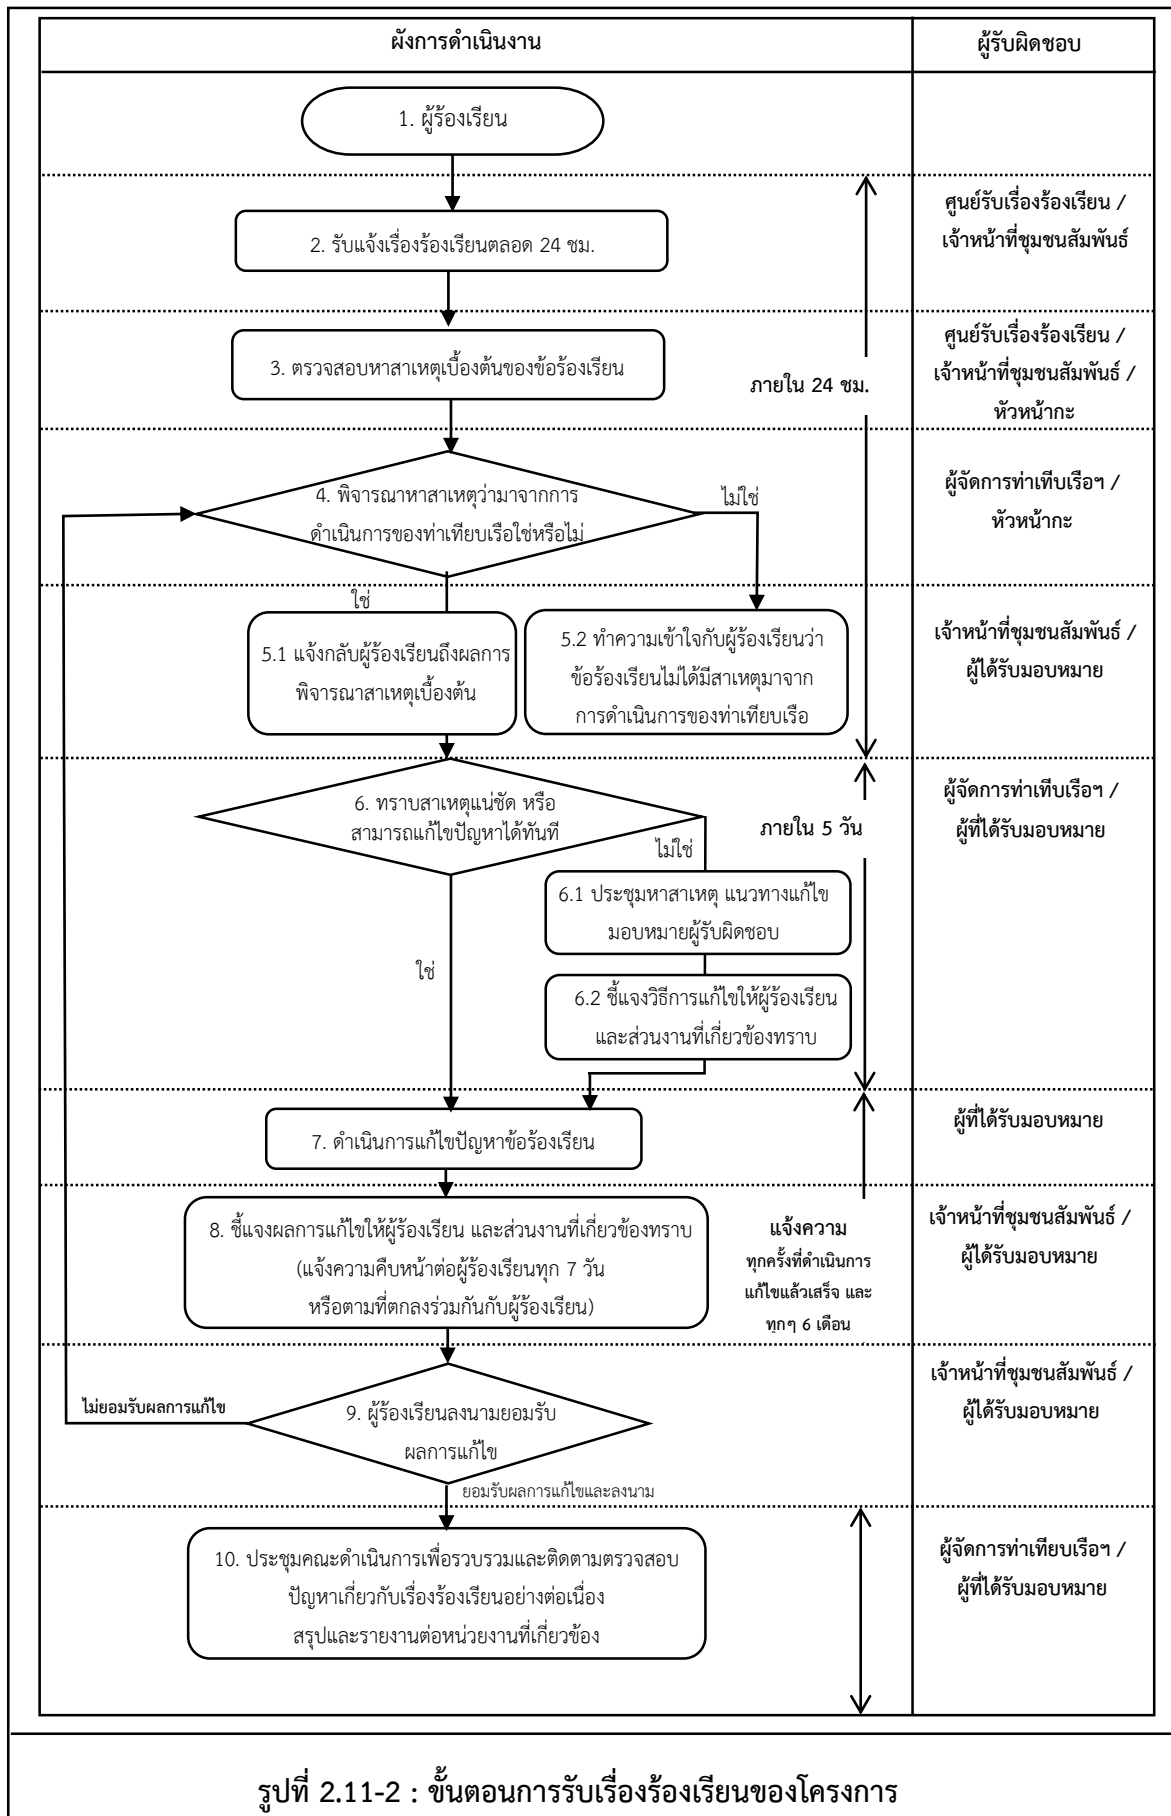 ผังการดำเนินงาน
ผู้รับผิดชอบ
1. ผู้ร้องเรียน
2. รับแจ้งเรื่องร้องเรียนตลอด 24 ชม.
ศูนย์รับเรื่องร้องเรียน /
เจ้าหน้าที่ชุมชนสัมพันธ์
3. ตรวจสอบหาสาเหตุเบื้องต้นของข้อร้องเรียน
ภายใน 24 ชม.
ศูนย์รับเรื่องร้องเรียน /
เจ้าหน้าที่ชุมชนสัมพันธ์ /
หัวหน้ากะ
4. พิจารณาหาสาเหตุว่ามาจากการ
ดำเนินการของท่าเทียบเรือใช่หรือไม่
ไม่ใช่
ผู้จัดการท่าเทีบเรือฯ /
หัวหน้ากะ
ใช่
5.1 แจ้งกลับผู้ร้องเรียนถึงผลการ
พิจารณาสาเหตุเบื้องต้น
5.2 ทำความเข้าใจกับผู้ร้องเรียนว่า
ข้อร้องเรียนไม่ได้มีสาเหตุมาจาก
การดำเนินการของท่าเทียบเรือ
เจ้าหน้าที่ชุมชนสัมพันธ์ /
ผู้ได้รับมอบหมาย
6. ทราบสาเหตุแน่ชัด หรือ
สามารถแก้ไขปัญหาได้ทันที
ไม่ใช่
ภายใน 5 วัน
ผู้จัดการท่าเทีบเรือฯ /
ผู้ที่ได้รับมอบหมาย
6.1 ประชุมหาสาเหตุ แนวทางแก้ไข
มอบหมายผู้รับผิดชอบ
ใช่
6.2 ชี้แจงวิธีการแก้ไขให้ผู้ร้องเรียน
และส่วนงานที่เกี่ยวข้องทราบ
7. ดำเนินการแก้ไขปัญหาข้อร้องเรียน
ผู้ที่ได้รับมอบหมาย
8. ชี้แจงผลการแก้ไขให้ผู้ร้องเรียน และส่วนงานที่เกี่ยวข้องทราบ
(แจ้งความคืบหน้าต่อผู้ร้องเรียนทุก 7 วัน
หรือตามที่ตกลงร่วมกันกับผู้ร้องเรียน)
แจ้งความ
ทุกครั้งที่ดำเนินการ
แก้ไขแล้วเสร็จ และ
ทุกๆ 6 เดือน
เจ้าหน้าที่ชุมชนสัมพันธ์ /
ผู้ได้รับมอบหมาย
ไม่ยอมรับผลการแก้ไข
9. ผู้ร้องเรียนลงนามยอมรับ
ผลการแก้ไข
เจ้าหน้าที่ชุมชนสัมพันธ์ /
ผู้ได้รับมอบหมาย
ยอมรับผลการแก้ไขและลงนาม
10. ประชุมคณะดำเนินการเพื่อรวบรวมและติดตามตรวจสอบ
ปัญหาเกี่ยวกับเรื่องร้องเรียนอย่างต่อเนื่อง
สรุปและรายงานต่อหน่วยงานที่เกี่ยวข้อง
ผู้จัดการท่าเทียบเรือฯ /
ผู้ที่ได้รับมอบหมาย
รูปที่ 2.11-2 : ขั้นตอนการรับเรื่องร้องเรียนของโครงการ